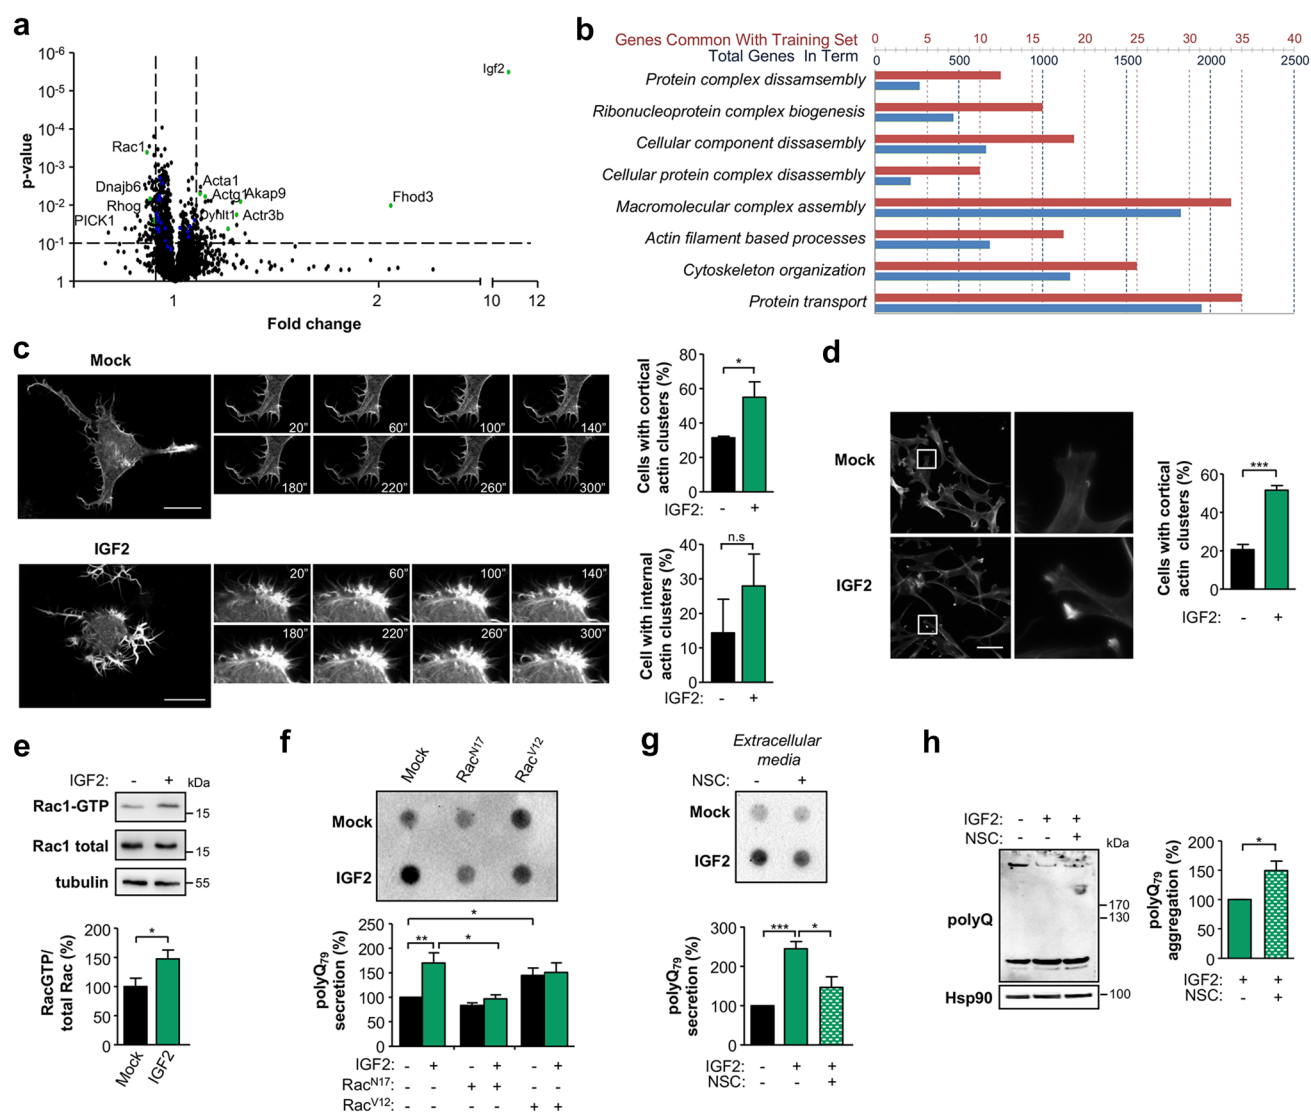 a
10-6
10-5
10-4
10-3
10-2
10-1
1
p-value
Igf2
Rac1
Dnajb6
Rhog
PICK1
Acta1
Actg1
Akap9
Dynlt1
Actr3b
Fhod3
1
2
10
12
Fold change
b
Genes Common With Training Set
0 5 10 15 20 25 30 35 40
Total Genes In Term
0 500 1000 1500 2000 2500
Protein complex dissamsembly
Ribonucleoprotein complex biogenesis
Cellular component dissasembly
Cellular protein complex disassembly
Macromolecular complex assembly
Actin filament based processes
Cytoskeleton organization
Protein transport
c
Mock
20” 60” 100” 140”
180” 220” 260” 300”
IGF2
20” 60” 100” 140”
180” 220” 260” 300”
Cells with cortical
actin clusters (%)
80
60
40
20
0
*
IGF2: - +
Cell with internal
actin clusters (%)
40
30
20
10
0
n.s
IGF2: - +
d
Mock
IGF2
Cells with cortical
actin clusters (%)
60
40
20
0
***
IGF2: - +
e
IGF2: - + kDa
Rac1-GTP
15
Rac1 total
15
tubulin
55
RacGTP/
total Rac (%)
200
150
100
50
0
*
Mock
IGF2
f
Mock
RacN17
RacV12
Mock
IGF2
polyQ79
secretion (%)
250
200
150
100
50
0
*
**
*
IGF2: - + - + - +
RacN17: - - + + - -
RacV12: - - - - + +
g
Extracellular
media
NSC: - +
Mock
IGF2
polyQ79
secretion (%)
300
200
100
0
***
*
IGF2: - + +
NSC: - - +
h
IGF2: - + +
NSC: - - +
kDa
polyQ
170
130
Hsp90
100
polyQ79
aggregation (%)
200
150
100
50
0
*
IGF2: + +
NSC: - +